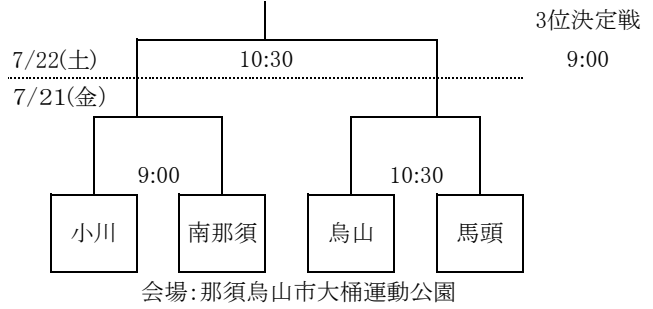 3位決定戦
7/22(土) 10:30 9:00
7/21(金)
9:00 10:30
小川 南那須 烏山 馬頭
会場:那須烏山市大桶運動公園